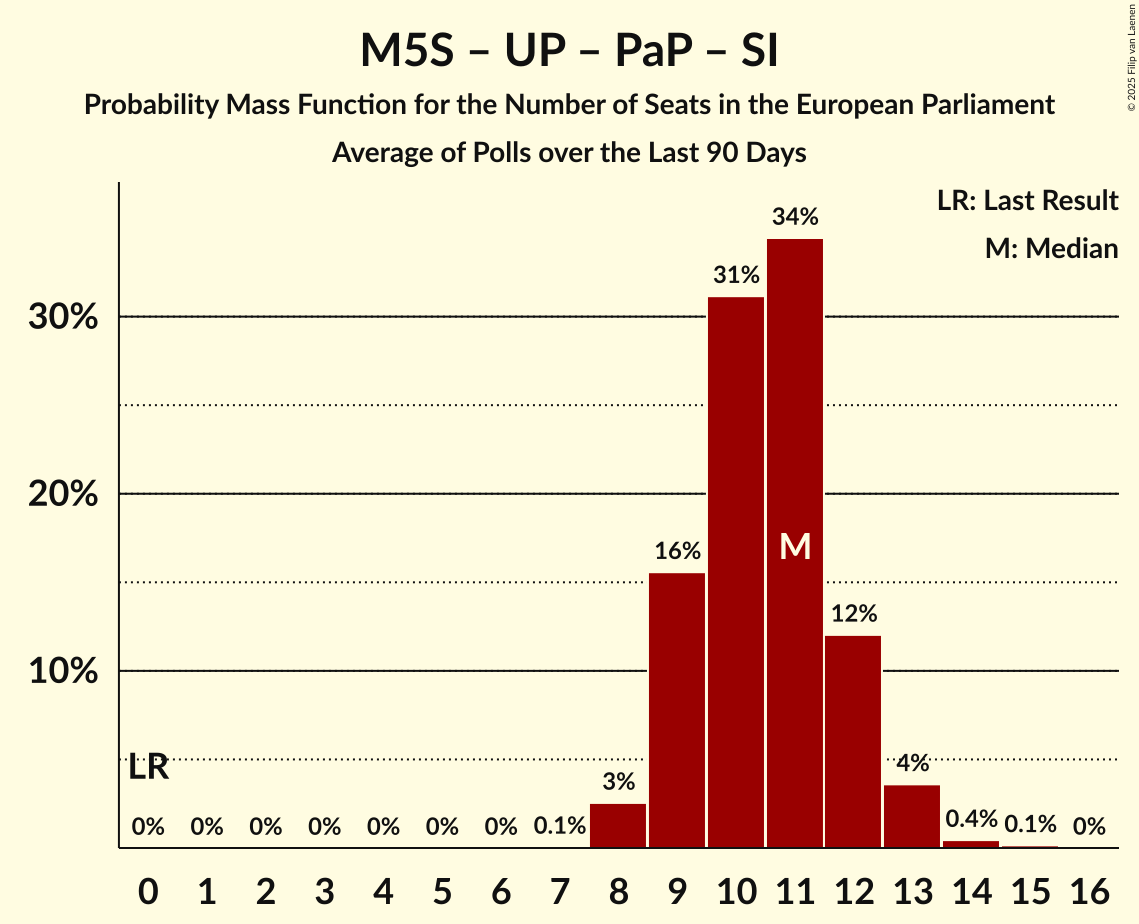 M5S – UP – PaP – SI
Probability Mass Function for the Number of Seats in the European Parliament
Average of Polls over the Last 90 Days
© 2025 Filip van Laenen
LR: Last Result
M: Median
34%
31%
30%
20%
16%
M
12%
10%
LR
4%
3%
0% 0% 0% 0% 0% 0% 0% 0.1% 0.4% 0.1% 0%
0 1 2 3 4 5 6 7 8 9 10 11 12 13 14 15 16